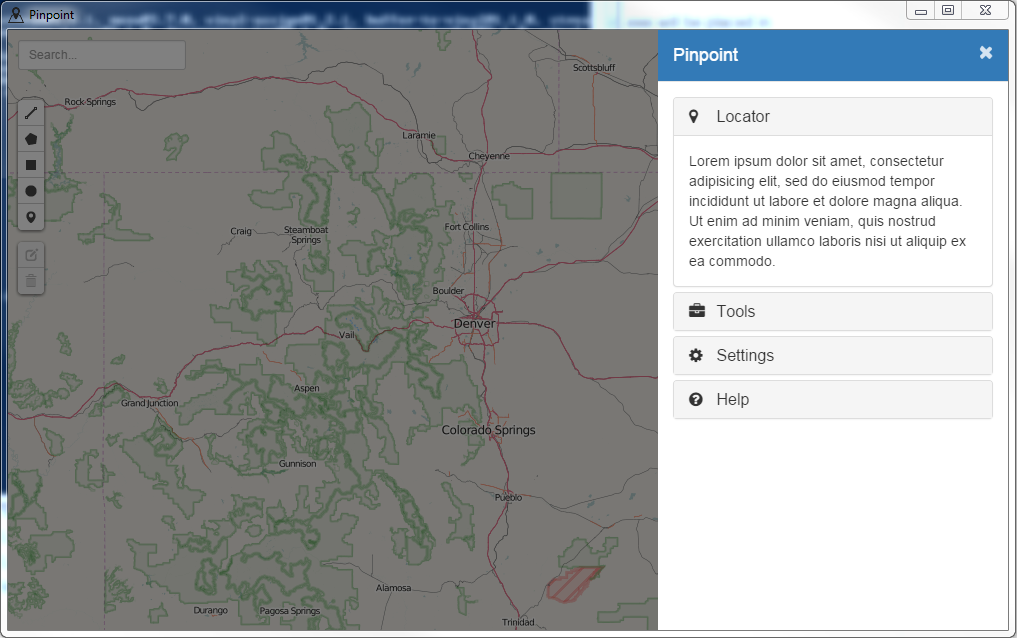 Pinpoint
Search...
Scottsbluff
Rock Springs
Laramie
Cheyenne
Craig
Steamboat
Springs
Fort Collins
Boulder
Denver
Vail
Aspen
Grand Junction
Colorado Springs
Gunnison
Pueblo
Alamosa
Durango
Pagosa Springs
Trinidad
Pinpoint
Locator
Lorem ipsum dolor sit amet, consectetur
adipisicing elit, sed do eiusmod tempor
incididunt ut labore et dolore magna aliqua.
Ut enim ad minim veniam, quis nostrud
exercitation ullamco laboris nisi ut aliquip ex
ea commodo.
Tools
Settings
Help